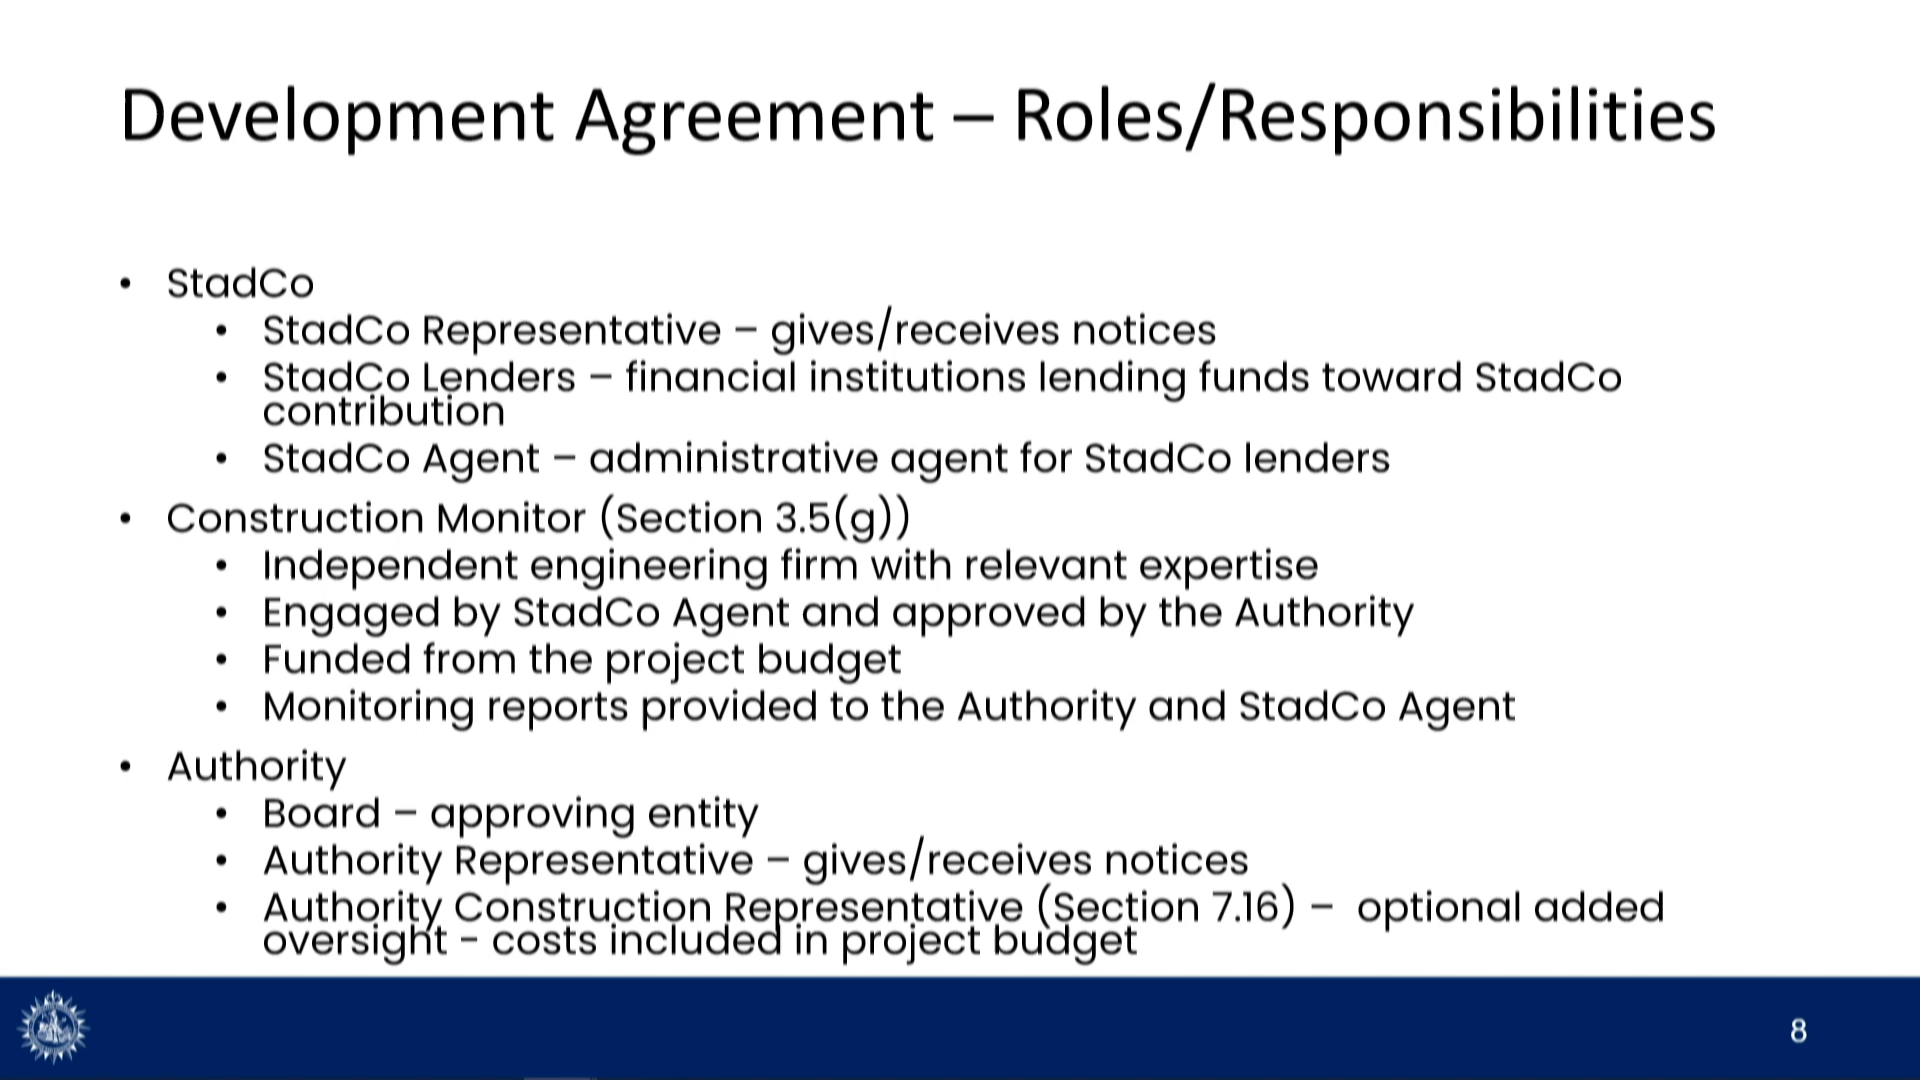 Development Agreement – Roles/Responsibilities
• StadCo
• StadCo Representative – gives/receives notices
• StadCo Lenders – financial institutions lending funds toward StadCo
contribution
• StadCo Agent – administrative agent for StadCo lenders
• Construction Monitor (Section 3.5(g))
• Independent engineering firm with relevant expertise
• Engaged by StadCo Agent and approved by the Authority
• Funded from the project budget
• Monitoring reports provided to the Authority and StadCo Agent
• Authority
• Board – approving entity
• Authority Representative – gives/receives notices
• Authority Construction Representative (Section 7.16) – optional added
oversight - costs included in project budget
8